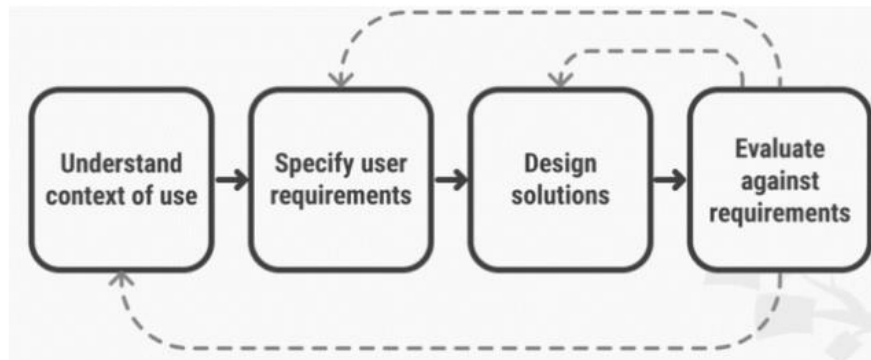 Understand
context of use
Specify user
requirements
Design
solutions
Evaluate
against
requirements